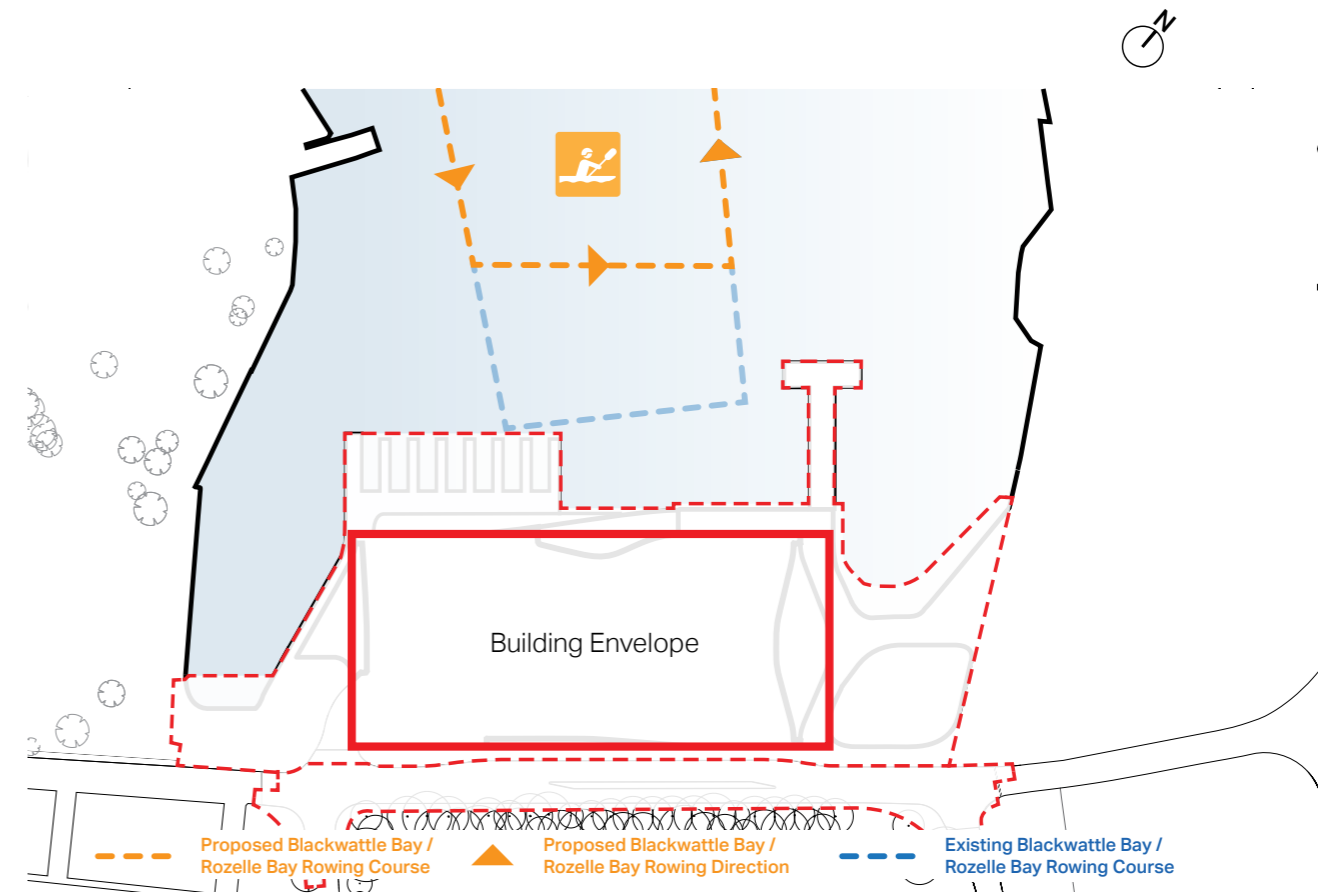 N
Building Envelope
Proposed Blackwattle Bay /
Rozelle Bay Rowing Course
Proposed Blackwattle Bay /
Rozelle Bay Rowing Direction
Existing Blackwattle Bay /
Rozelle Bay Rowing Course